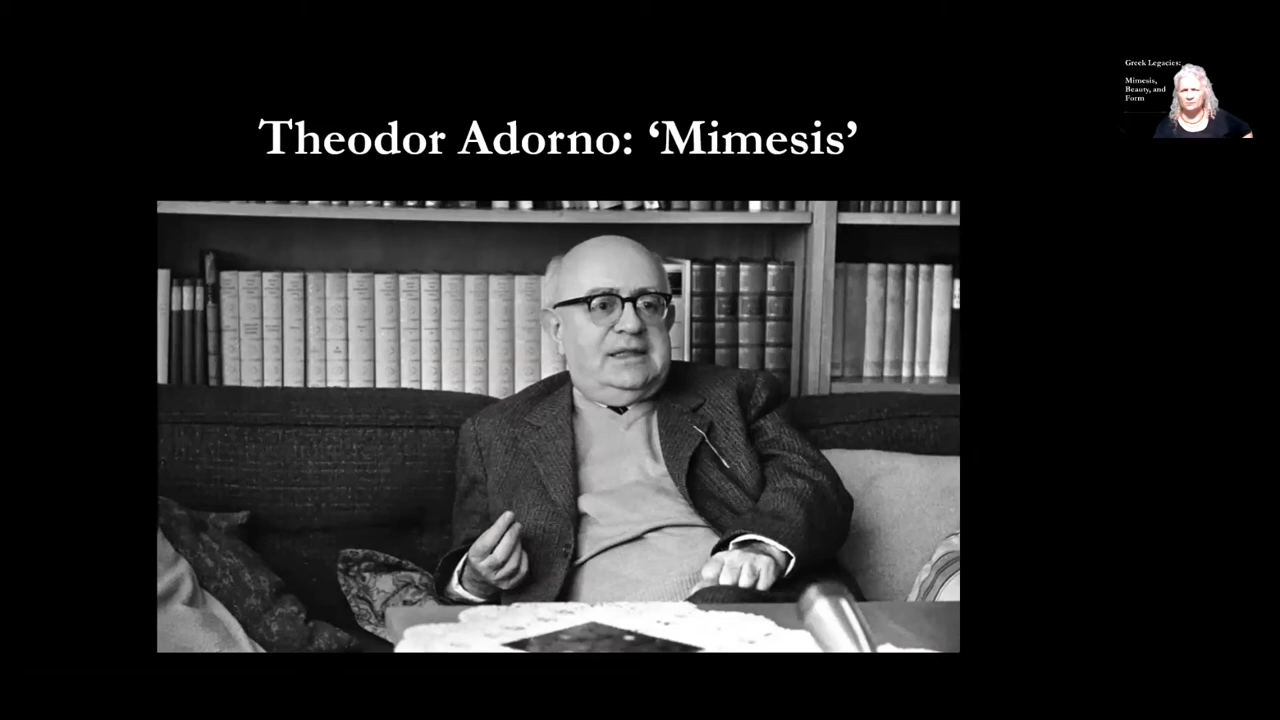 Theodor Adorno: ‘Mimesis’
Greek Legacies:
Mimesis,
Beauty, and
Form